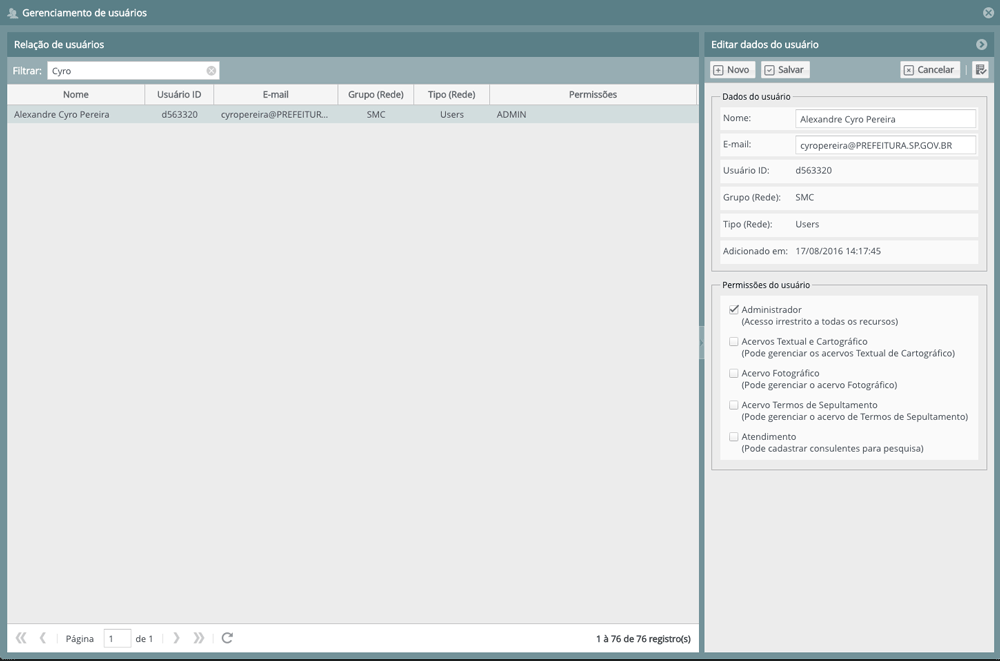 Gerenciamento de usuários
Relação de usuários
Filtrar: Cyro
Nome Usuário ID E-mail Grupo (Rede) Tipo (Rede) Permissões
Alexandre Cyro Pereira d563320 cyropereira@PREFEITUR... SMC Users ADMIN
Página 1 de 1
1 à 76 de 76 registro(s)
Editar dados do usuário
Novo Salvar Cancelar
Dados do usuário
Nome: Alexandre Cyro Pereira
E-mail: cyropereira@PREFEITURA.SP.GOV.BR
Usuário ID: d563320
Grupo (Rede): SMC
Tipo (Rede): Users
Adicionado em: 17/08/2016 14:17:45
Permissões do usuário
Administrador
(Acesso irrestrito a todas os recursos)
Acervos Textual e Cartográfico
(Pode gerenciar os acervos Textual de Cartográfico)
Acervo Fotográfico
(Pode gerenciar o acervo Fotográfico)
Acervo Termos de Sepultamento
(Pode gerenciar o acervo de Termos de Sepultamento)
Atendimento
(Pode cadastrar consulentes para pesquisa)